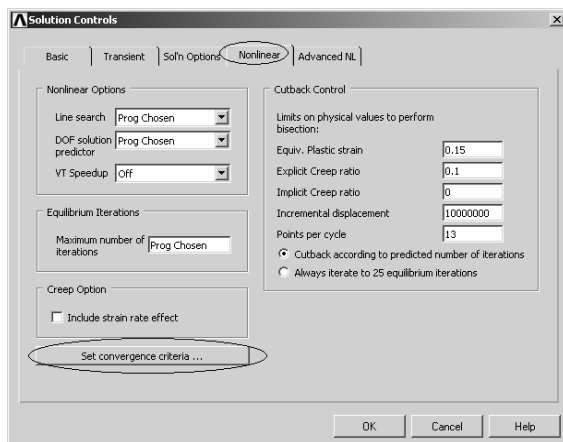 Solution Controls
Basic
Transient
Sol'n Options
Nonlinear
Advanced NL
Nonlinear Options
Line search
Prog Chosen
DOF solution
predictor
Prog Chosen
VT Speedup
Off
Equilibrium Iterations
Maximum number of
iterations
Prog Chosen
Creep Option
Include strain rate effect
Set convergence criteria ...
Cutback Control
Limits on physical values to perform
bisection:
Equiv. Plastic strain
0.15
Explicit Creep ratio
0.1
Implicit Creep ratio
0
Incremental displacement
10000000
Points per cycle
13
Cutback according to predicted number of iterations
Always iterate to 25 equilibrium iterations
OK
Cancel
Help